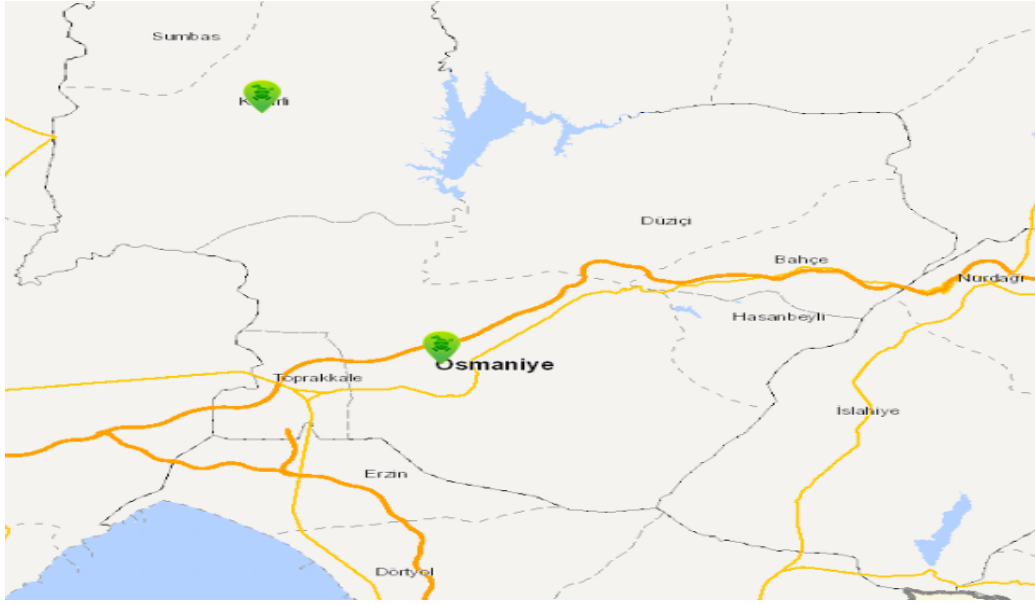 Sumbas
Düziçi
Bahçe
Nurdağı
Hasanbeyli
Osmaniye
Toprakkale
İslahiye
Erzin
Dörtyol